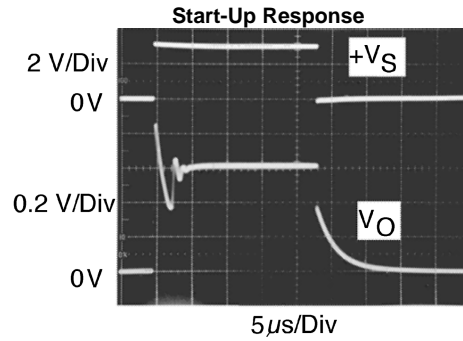 Start-Up Response
2 V/Div
+VS
0V
0.2 V/Div
VO
0V
5μs/Div